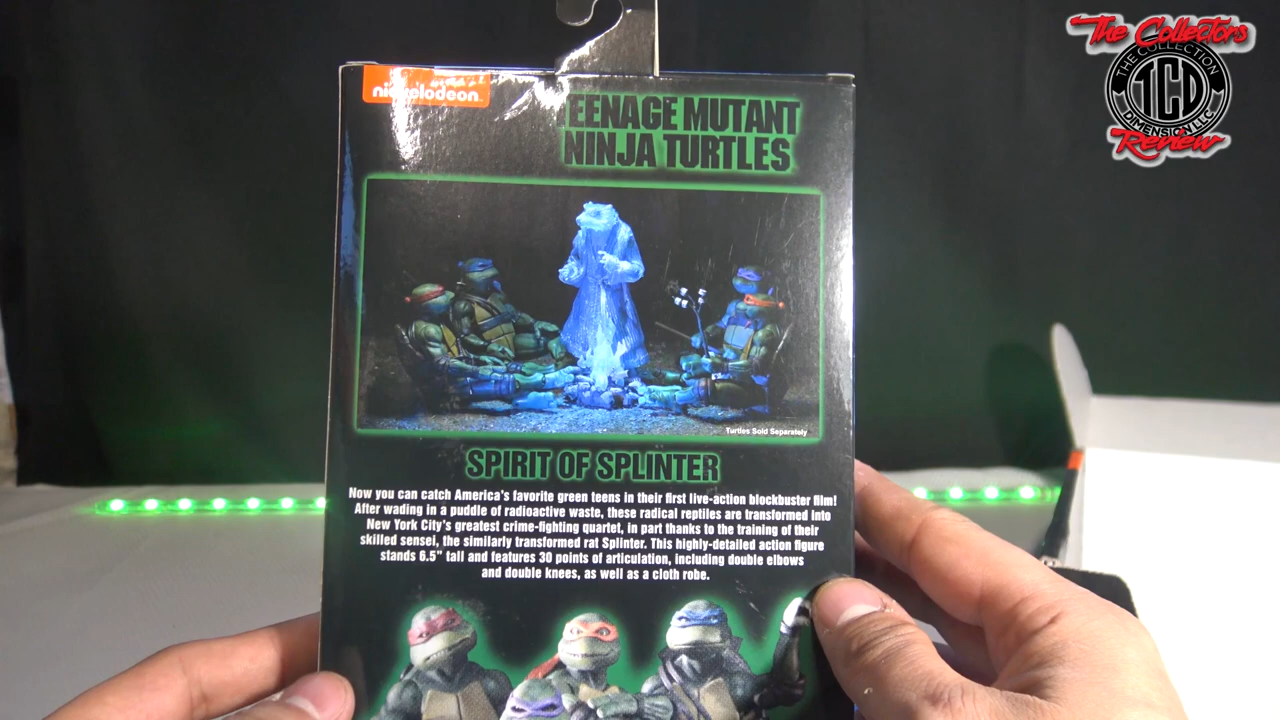 The Collectors
THE COLLECTION
TCD
DIMENSION LLC
Review
nickelodeon
TEENAGE MUTANT
NINJA TURTLES
Turtles Sold Separately
SPIRIT OF SPLINTER
Now you can catch America's favorite green teens in their first live-action blockbuster film!
After wading in a puddle of radioactive waste, these radical reptiles are transformed into
New York City's greatest crime-fighting quartet, in part thanks to the training of their
skilled sensei, the similarly transformed rat Splinter. This highly-detailed action figure
stands 6.5" tall and features 30 points of articulation, including double elbows
and double knees, as well as a cloth robe.